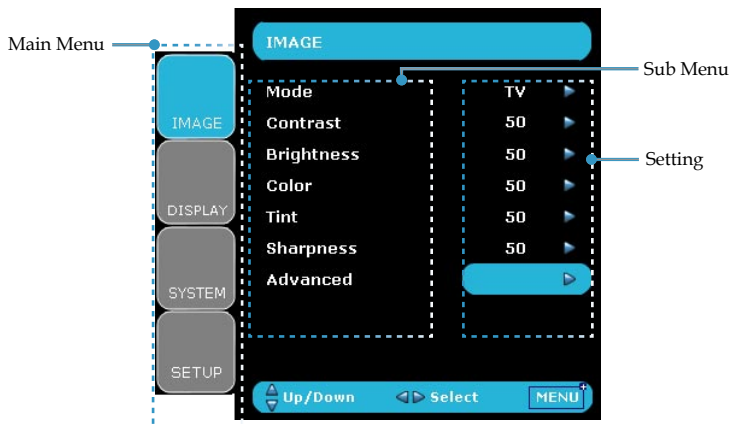 Main Menu
IMAGE
Sub Menu
IMAGE
Mode TV
Contrast 50
Brightness 50
Setting
Color 50
DISPLAY
Tint 50
Sharpness 50
Advanced
SYSTEM
SETUP
Up/Down Select MENU